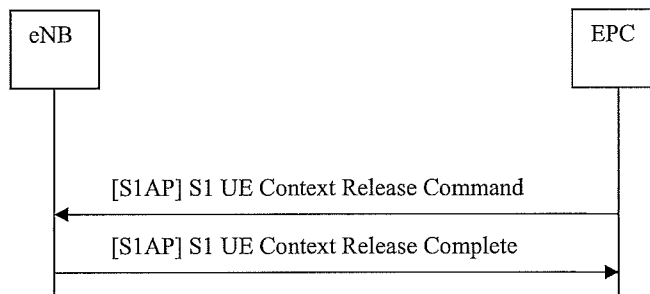 eNB
EPC
[S1AP] S1 UE Context Release Command
[S1AP] S1 UE Context Release Complete